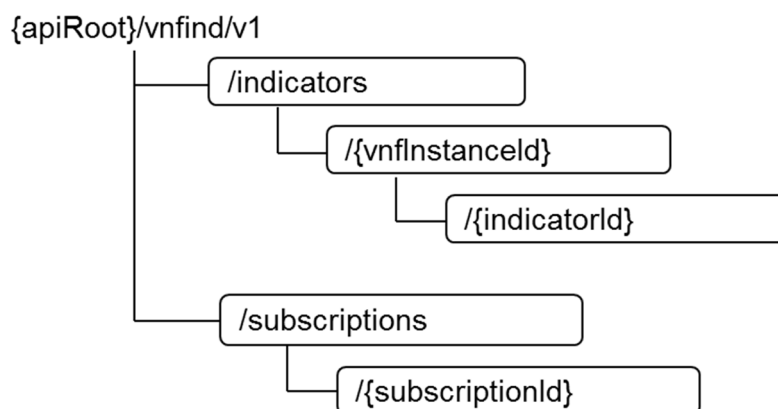 {apiRoot}/vnfind/v1
/indicators
/{vnfInstanceId}
/{indicatorId}
/subscriptions
/{subscriptionId}